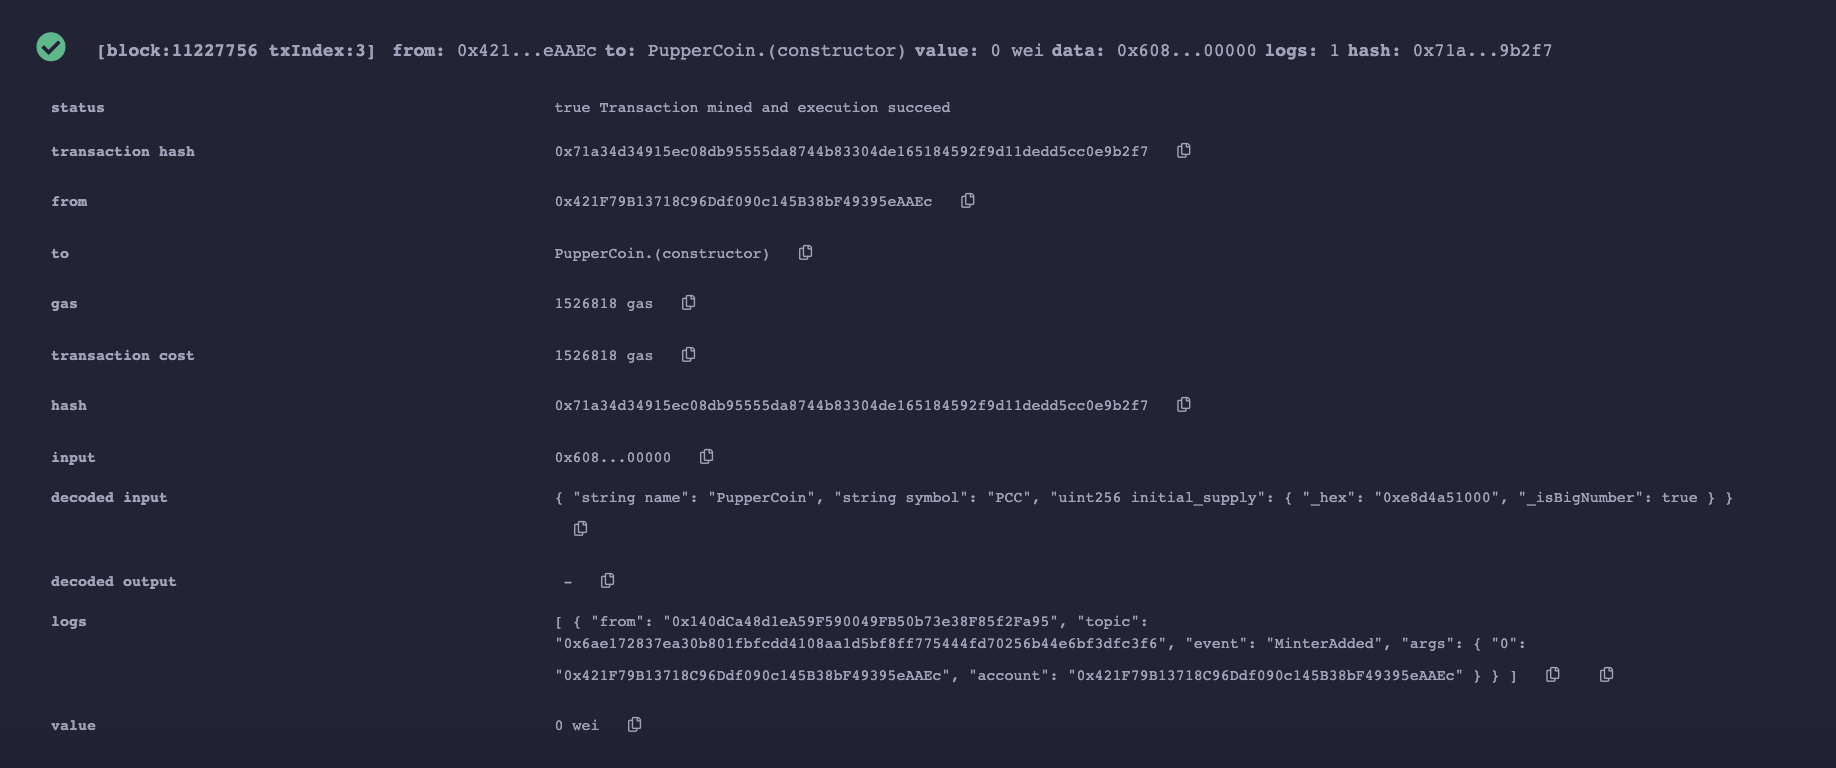 [block:11227756 txIndex:3] from: 0x421...eAAEc to: PupperCoin.(constructor) value: 0 wei data: 0x608...00000 logs: 1 hash: 0x71a...9b2f7
status true Transaction mined and execution succeed
transaction hash 0x71a34d34915ec08db95555da8744b83304de165184592f9d11dedd5cc0e9b2f7
from 0x421F79B13718C96Ddf090c145B38bF49395eAAEc
to PupperCoin.(constructor)
gas 1526818 gas
transaction cost 1526818 gas
hash 0x71a34d34915ec08db95555da8744b83304de165184592f9d11dedd5cc0e9b2f7
input 0x608...00000
decoded input { "string name": "PupperCoin", "string symbol": "PCC", "uint256 initial_supply": { "_hex": "0xe8d4a51000", "_isBigNumber": true } }
decoded output -
logs [ { "from": "0x140dCa48d1eA59F590049FB50b73e38F85f2Fa95", "topic":
"0x6ae172837ea30b801fbfcdd4108aa1d5bf8ff775444fd70256b44e6bf3dfc3f6", "event": "MinterAdded", "args": { "0":
"0x421F79B13718C96Ddf090c145B38bF49395eAAEc", "account": "0x421F79B13718C96Ddf090c145B38bF49395eAAEc" } } ]
value 0 wei